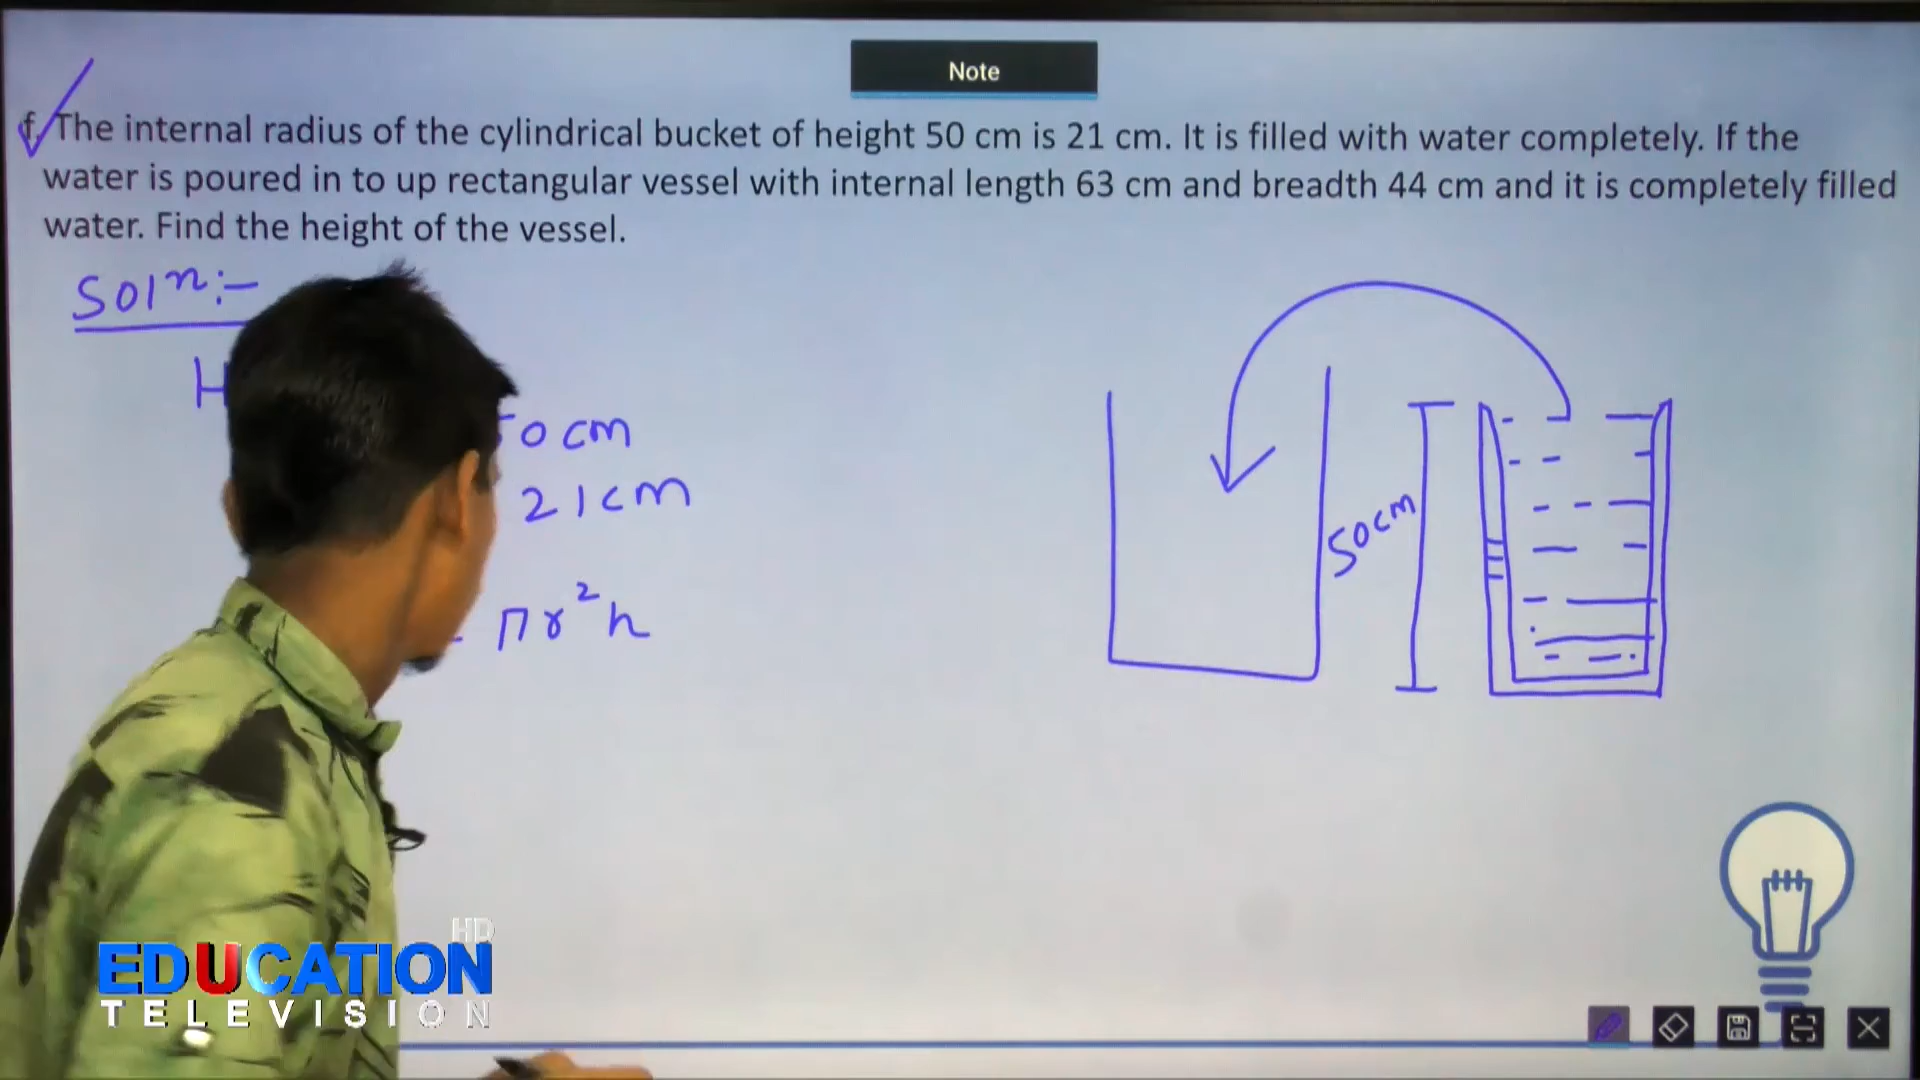 Note
f. The internal radius of the cylindrical bucket of height 50 cm is 21 cm. It is filled with water completely. If the
water is poured in to up rectangular vessel with internal length 63 cm and breadth 44 cm and it is completely filled
water. Find the height of the vessel.
Solⁿ:-
H
50 cm
21 cm
πr²h
50cm
HD
EDUCATION
TELEVISION